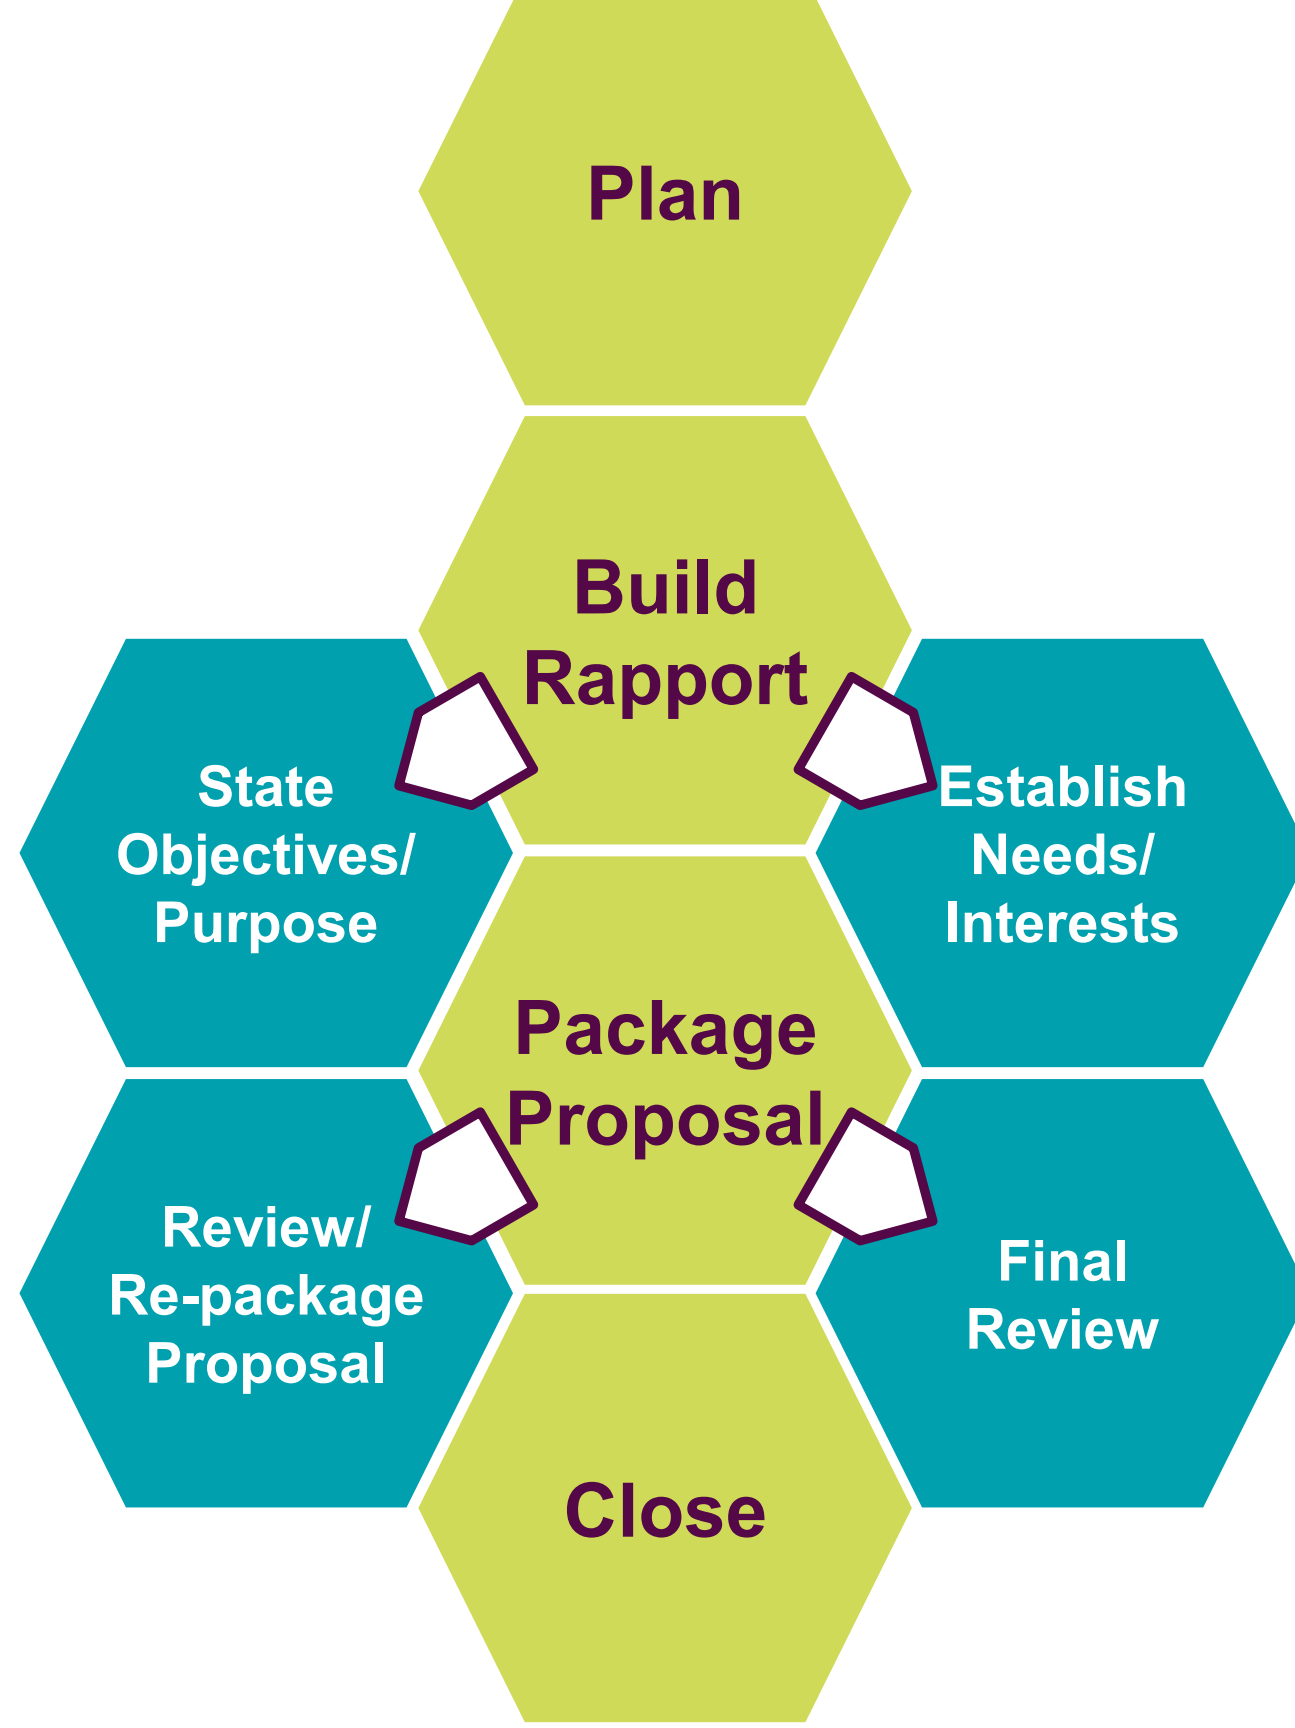 Plan
Build
Rapport
State
Objectives/
Purpose
Establish
Needs/
Interests
Package
Proposal
Review/
Re-package
Proposal
Final
Review
Close